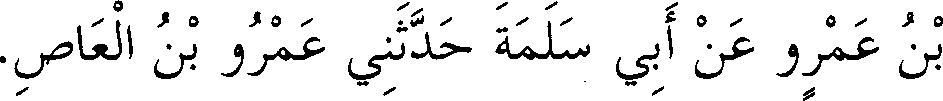 بْنُ عَمْرٍو عَنْ أَبِي سَلَمَةَ حَدَّثَنِي عَمْرُو بْنُ الْعَاصِ.